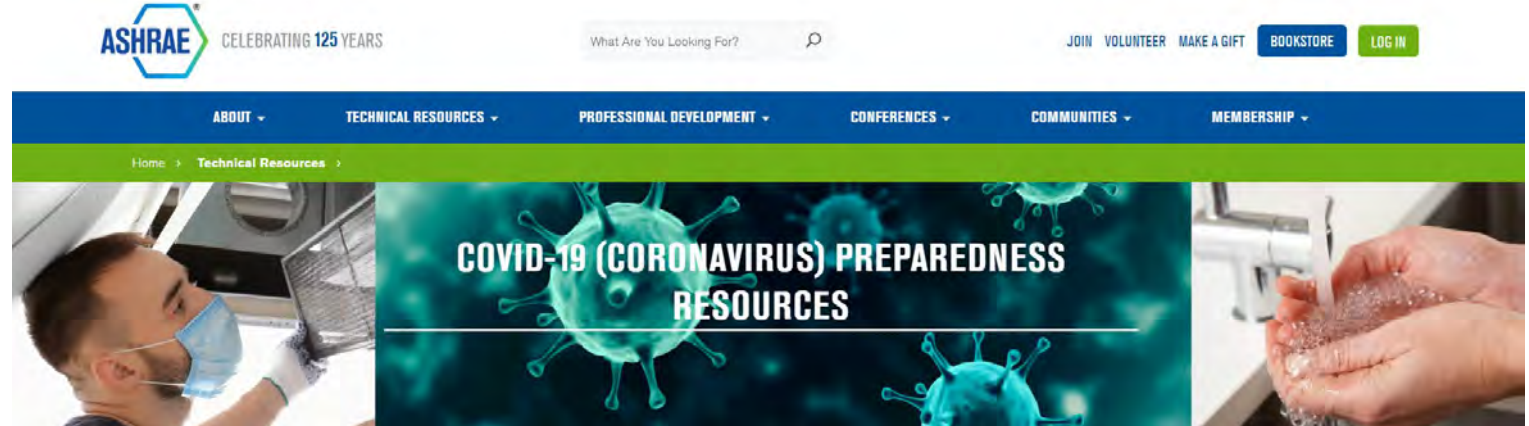 ASHRAE® CELEBRATING 125 YEARS What Are You Looking For? JOIN VOLUNTEER MAKE A GIFT BOOKSTORE LOG IN
ABOUT TECHNICAL RESOURCES PROFESSIONAL DEVELOPMENT CONFERENCES COMMUNITIES MEMBERSHIP
Home › Technical Resources ›
COVID-19 (CORONAVIRUS) PREPAREDNESS
RESOURCES